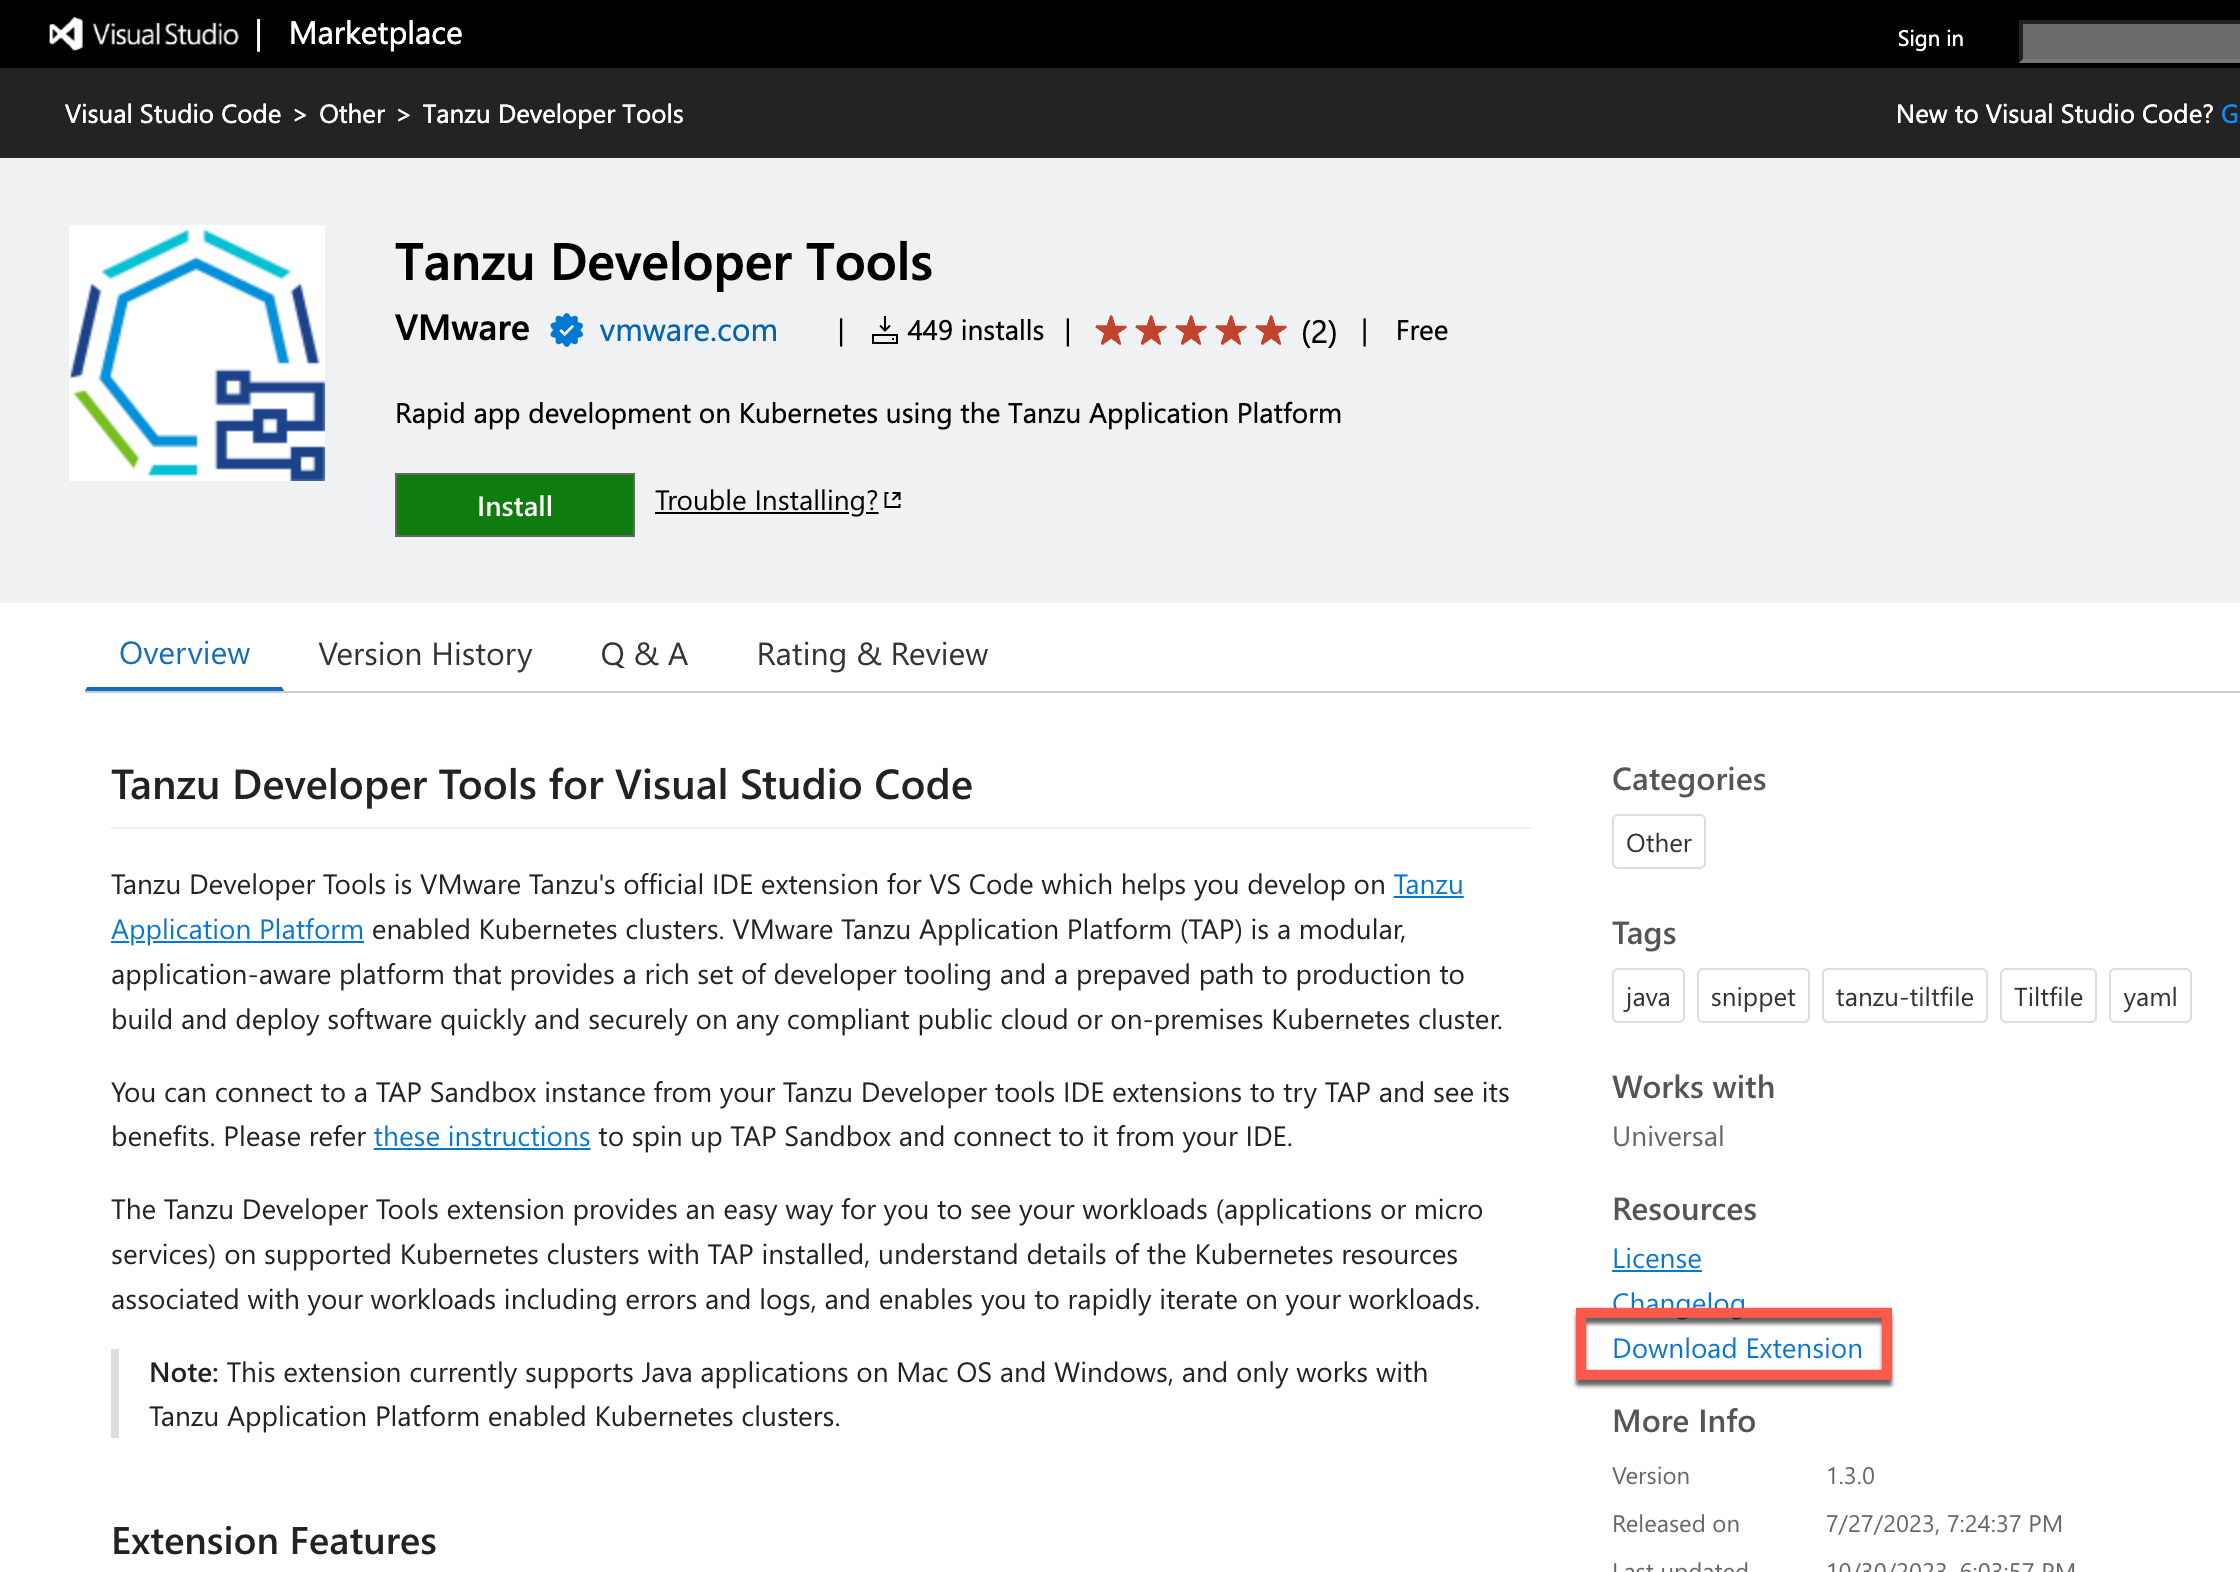 Visual Studio | Marketplace
Sign in
Visual Studio Code > Other > Tanzu Developer Tools
New to Visual Studio Code? G
Tanzu Developer Tools
VMware vmware.com | 449 installs | (2) | Free
Rapid app development on Kubernetes using the Tanzu Application Platform
Install Trouble Installing?
Overview Version History Q & A Rating & Review
Tanzu Developer Tools for Visual Studio Code
Tanzu Developer Tools is VMware Tanzu's official IDE extension for VS Code which helps you develop on Tanzu
Application Platform enabled Kubernetes clusters. VMware Tanzu Application Platform (TAP) is a modular,
application-aware platform that provides a rich set of developer tooling and a prepaved path to production to
build and deploy software quickly and securely on any compliant public cloud or on-premises Kubernetes cluster.
You can connect to a TAP Sandbox instance from your Tanzu Developer tools IDE extensions to try TAP and see its
benefits. Please refer these instructions to spin up TAP Sandbox and connect to it from your IDE.
The Tanzu Developer Tools extension provides an easy way for you to see your workloads (applications or micro
services) on supported Kubernetes clusters with TAP installed, understand details of the Kubernetes resources
associated with your workloads including errors and logs, and enables you to rapidly iterate on your workloads.
Note: This extension currently supports Java applications on Mac OS and Windows, and only works with
Tanzu Application Platform enabled Kubernetes clusters.
Extension Features
Categories
Other
Tags
java snippet tanzu-tiltfile Tiltfile yaml
Works with
Universal
Resources
License
Changelog
Download Extension
More Info
Version 1.3.0
Released on 7/27/2023, 7:24:37 PM
Last updated 10/30/2023, 6:03:57 PM